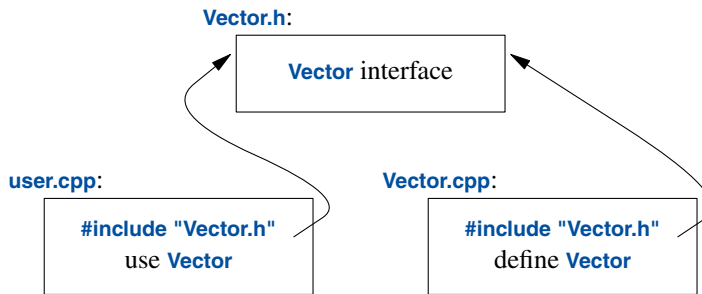 Vector.h:
Vector interface
user.cpp:
#include "Vector.h"
use Vector
Vector.cpp:
#include "Vector.h"
define Vector